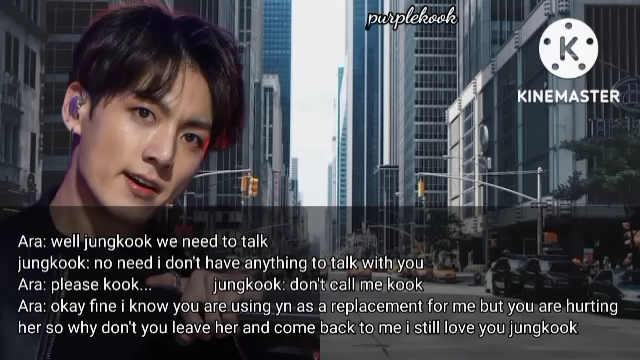 purplekook
K
KINEMASTER
Ara: well jungkook we need to talk
jungkook: no need i don't have anything to talk with you
Ara: please kook... jungkook: don't call me kook
Ara: okay fine i know you are using yn as a replacement for me but you are hurting
her so why don't you leave her and come back to me i still love you jungkook